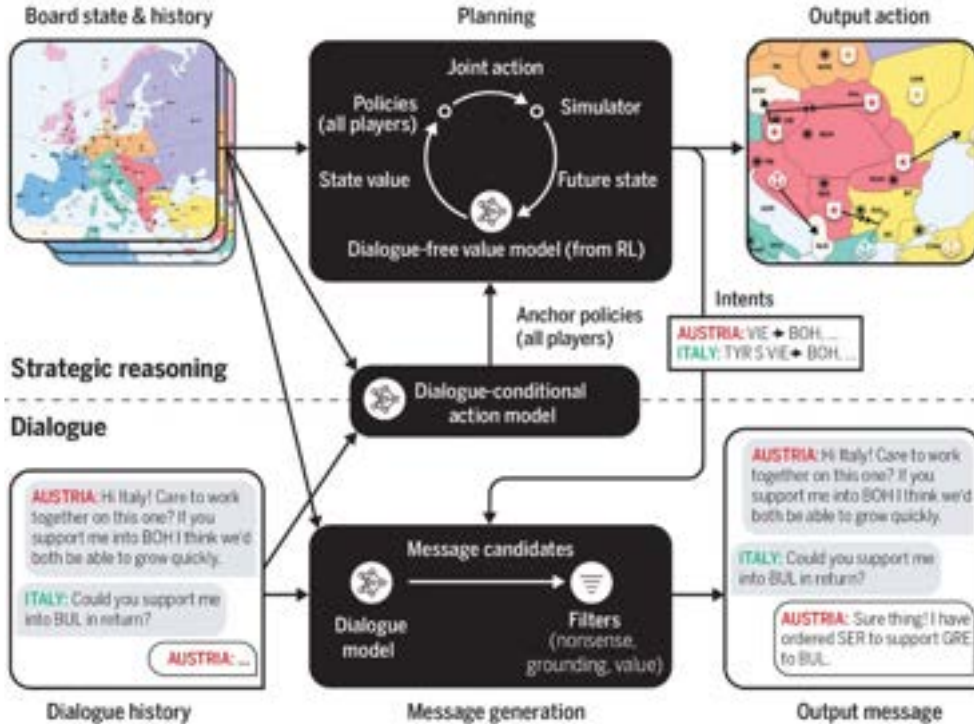 Board state & history
Planning
Output action
Joint action
Policies
(all players)
Simulator
State value
Future state
Dialogue-free value model (from RL)
Anchor policies
(all players)
Intents
AUSTRIA: VIE → BOH, ...
ITALY: TYR S VIE → BOH, ...
Strategic reasoning
Dialogue-conditional
action model
Dialogue
AUSTRIA: Hi Italy! Care to work
together on this one? If you
support me into BOH I think we'd
both be able to grow quickly.
ITALY: Could you support me
into BUL in return?
AUSTRIA: ...
Dialogue history
Message candidates
Dialogue
model
Filters
(nonsense,
grounding, value)
Message generation
AUSTRIA: Hi Italy! Care to work
together on this one? If you
support me into BOH I think we'd
both be able to grow quickly.
ITALY: Could you support me
into BUL in return?
AUSTRIA: Sure thing! I have
ordered SER to support GRE
to BUL.
Output message